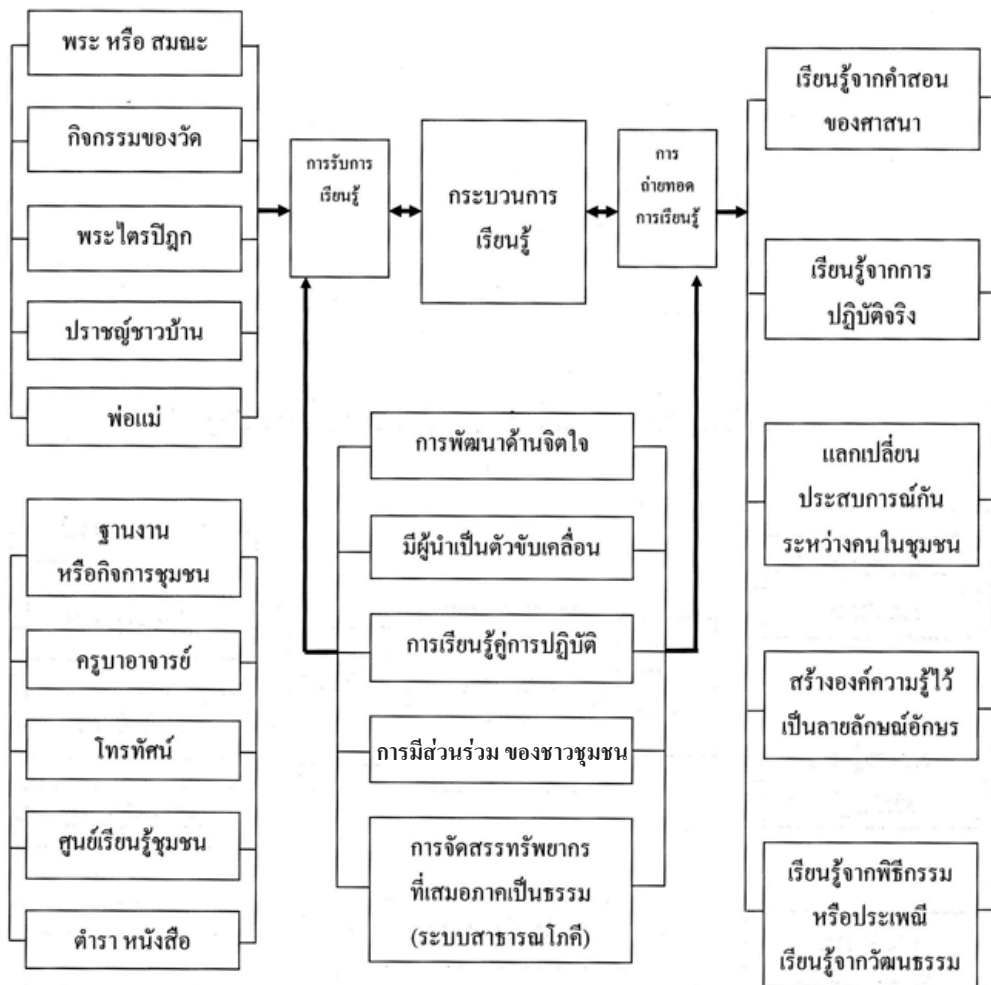 พระ หรือ สมณะ
กิจกรรมของวัด
พระไตรปิฎก
ปราชญ์ชาวบ้าน
พ่อแม่
ฐานงาน
หรือกิจการชุมชน
ครูบาอาจารย์
โทรทัศน์
ศูนย์เรียนรู้ชุมชน
ตำรา หนังสือ
การรับการ
เรียนรู้
กระบวนการ
เรียนรู้
การ
ถ่ายทอด
การเรียนรู้
การพัฒนาด้านจิตใจ
มีผู้นำเป็นตัวขับเคลื่อน
การเรียนรู้คู่การปฏิบัติ
การมีส่วนร่วม ของชาวชุมชน
การจัดสรรทรัพยากร
ที่เสมอภาคเป็นธรรม
(ระบบสาธารณโภคี)
เรียนรู้จากคำสอน
ของศาสนา
เรียนรู้จากการ
ปฏิบัติจริง
แลกเปลี่ยน
ประสบการณ์กัน
ระหว่างคนในชุมชน
สร้างองค์ความรู้ไว้
เป็นลายลักษณ์อักษร
เรียนรู้จากพิธีกรรม
หรือประเพณี
เรียนรู้จากวัฒนธรรม